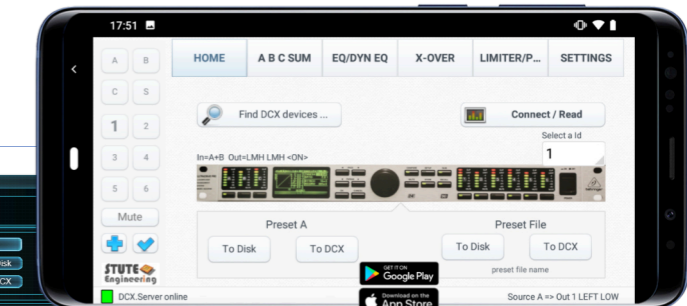 17:51
A B
C S
1 2
3 4
5 6
Mute
STUTE
Engineering
HOME A B C SUM EQ/DYN EQ X-OVER LIMITER/P... SETTINGS
Find DCX devices ...
Connect / Read
Select a Id
1
In=A+B Out=LMH LMH <ON>
Preset A
To Disk To DCX
Preset File
To Disk To DCX
preset file name
GET IT ON
Google Play
Download on the
App Store
DCX.Server online
Source A => Out 1 LEFT LOW